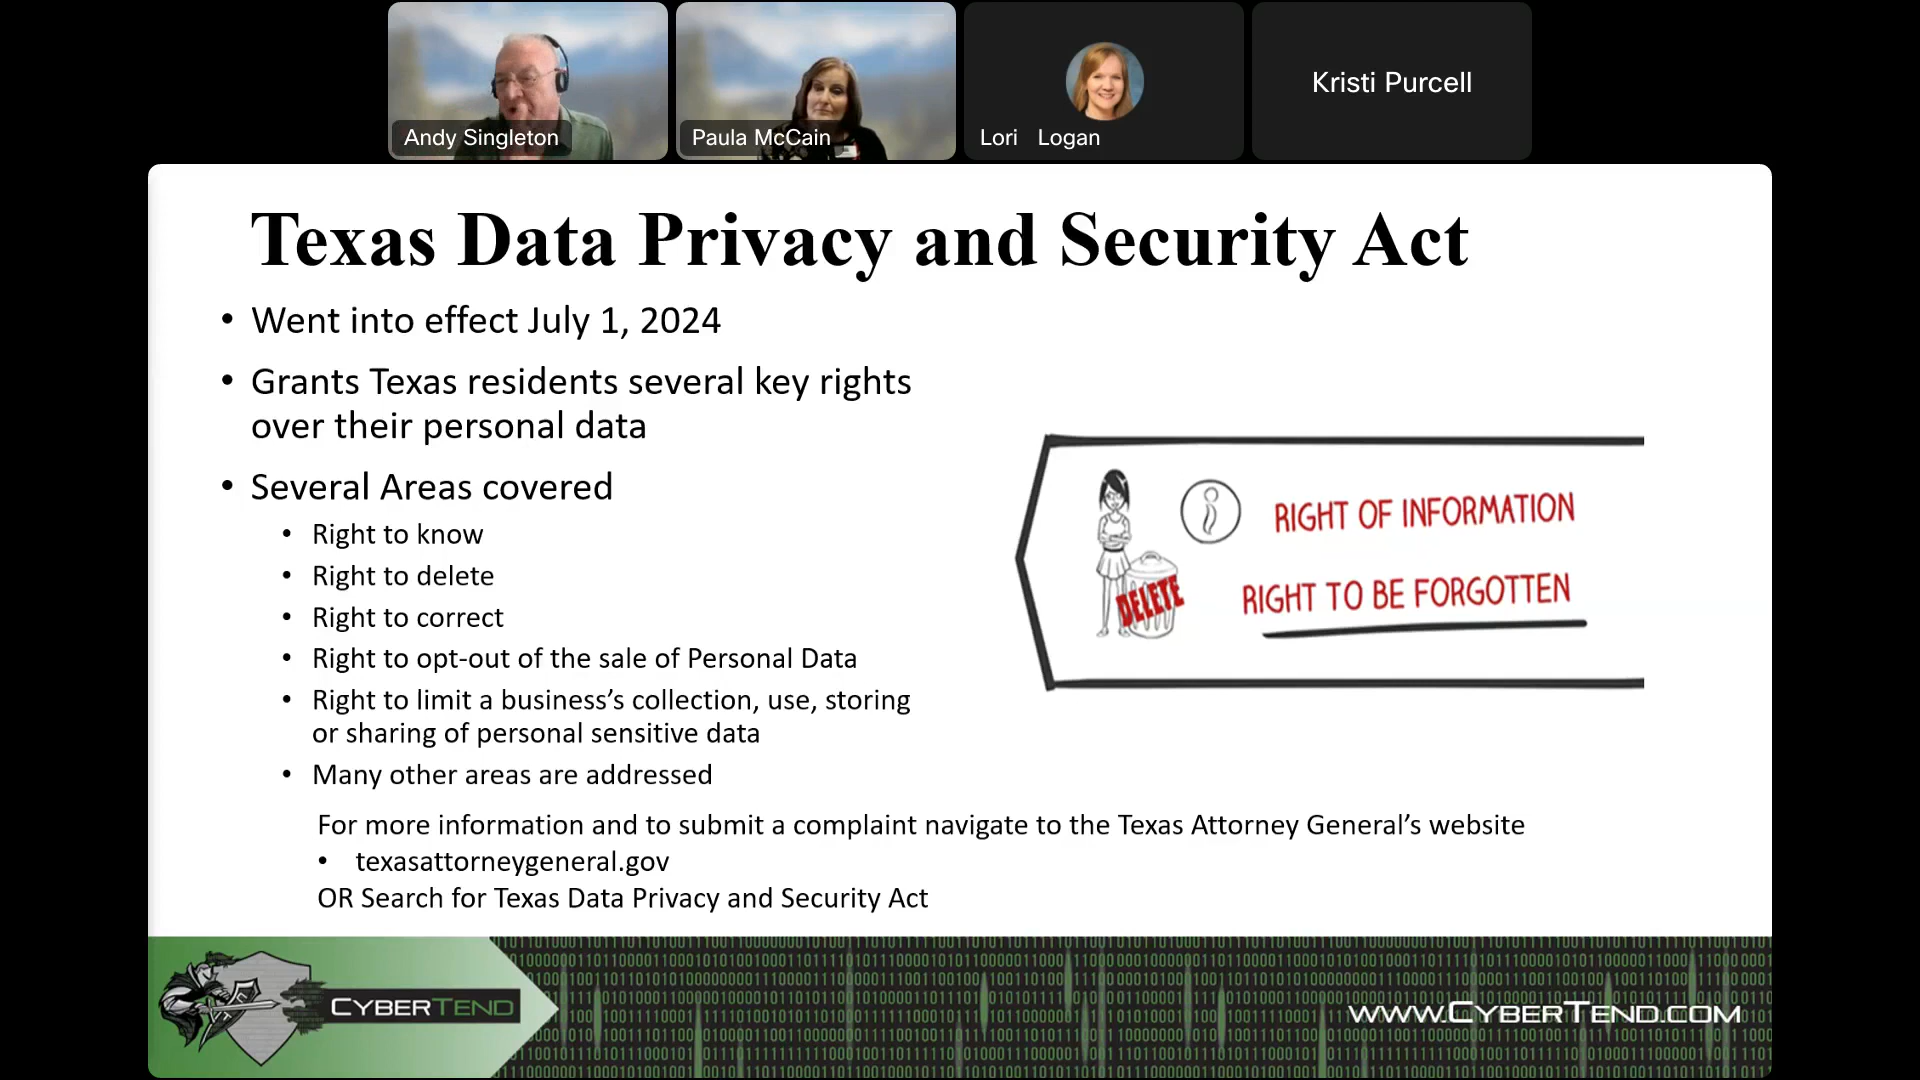 Andy Singleton
Paula McCain
Lori Logan
Kristi Purcell
Texas Data Privacy and Security Act
• Went into effect July 1, 2024
• Grants Texas residents several key rights
over their personal data
• Several Areas covered
• Right to know
• Right to delete
• Right to correct
• Right to opt-out of the sale of Personal Data
• Right to limit a business’s collection, use, storing
or sharing of personal sensitive data
• Many other areas are addressed
RIGHT OF INFORMATION
DELETE
RIGHT TO BE FORGOTTEN
For more information and to submit a complaint navigate to the Texas Attorney General’s website
• texasattorneygeneral.gov
OR Search for Texas Data Privacy and Security Act
CYBERTEND
WWW.CYBERTEND.COM